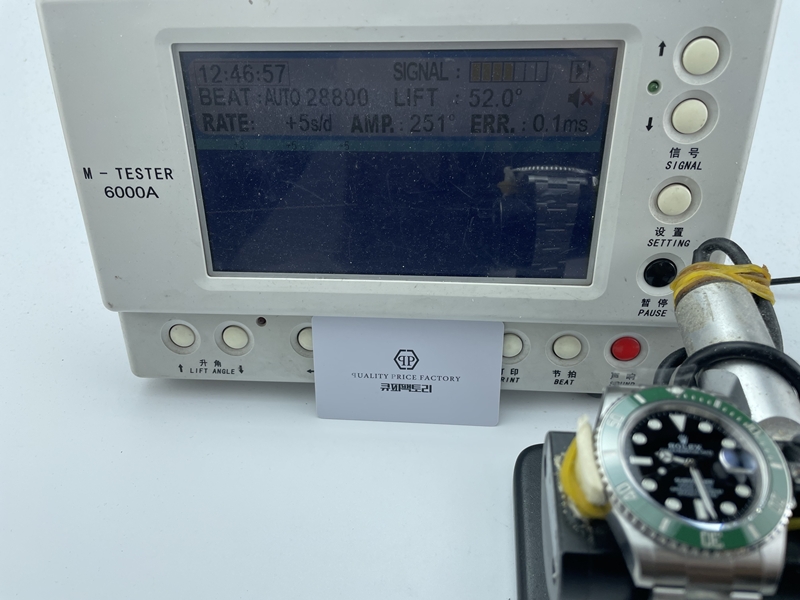 12:46:57 SIGNAL :
BEAT :AUTO 28800 LIFT : 52.0°
RATE: +5s/d AMP.: 251° ERR.: 0.1ms
M - TESTER
6000A
信号
SIGNAL
设置
SETTING
暂停
PAUSE
升角
LIFT ANGLE
节拍
BEAT
QUALITY PRICE FACTORY
큐피팩토리
ROLEX